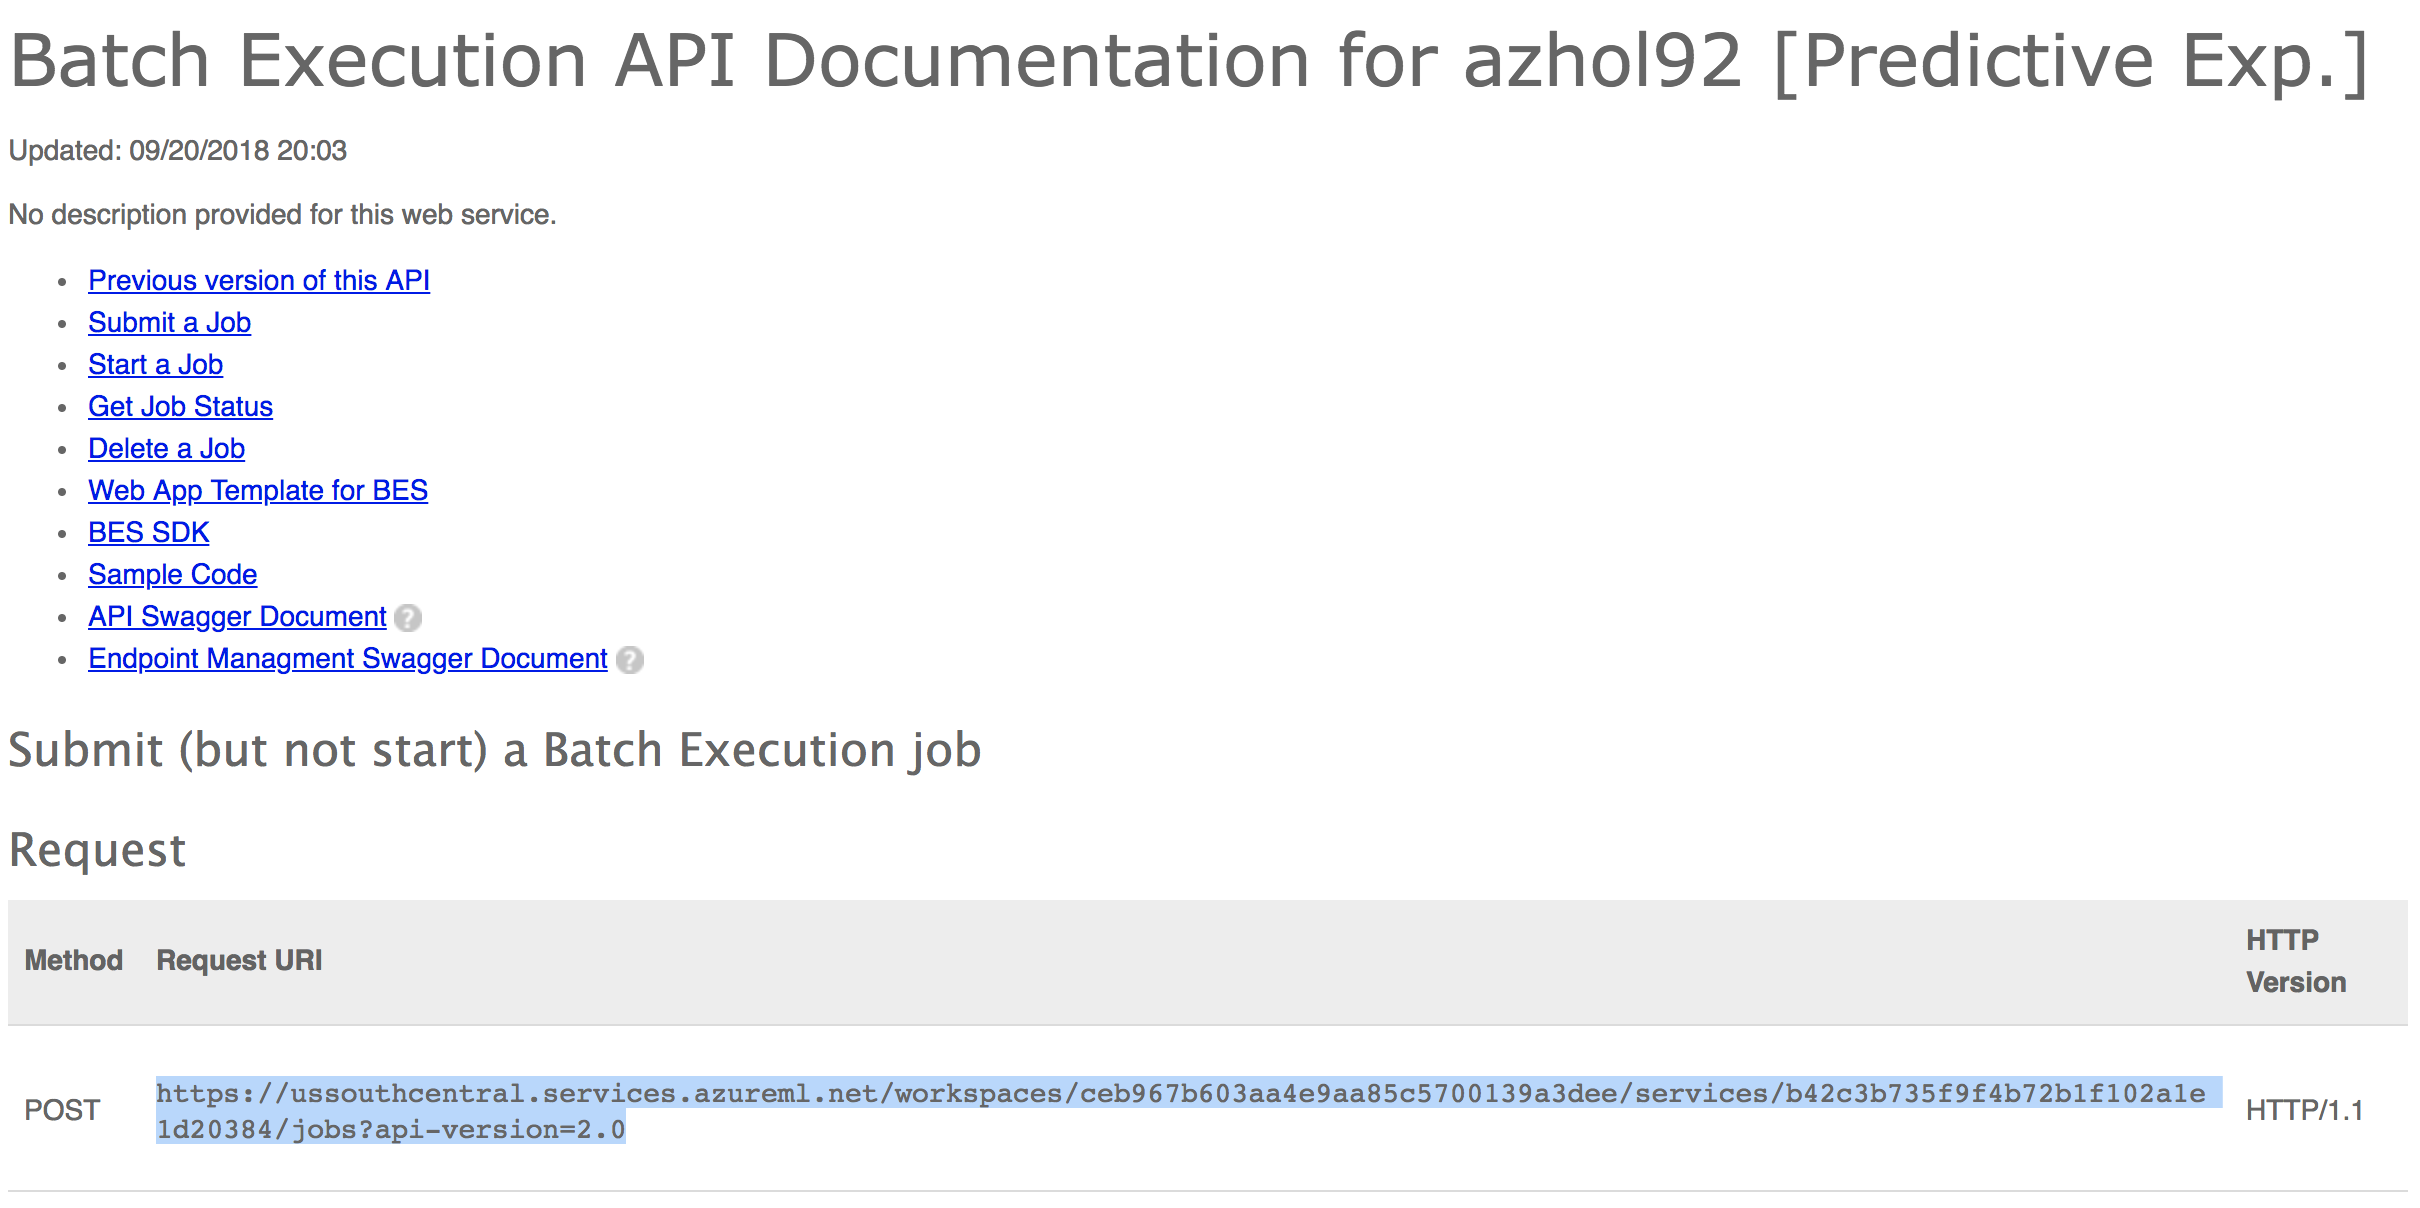 Batch Execution API Documentation for azhol92 [Predictive Exp.]
Updated: 09/20/2018 20:03
No description provided for this web service.
Previous version of this API
Submit a Job
Start a Job
Get Job Status
Delete a Job
Web App Template for BES
BES SDK
Sample Code
API Swagger Document ?
Endpoint Managment Swagger Document ?
Submit (but not start) a Batch Execution job
Request
Method Request URI HTTP Version
POST https://ussouthcentral.services.azureml.net/workspaces/ceb967b603aa4e9aa85c5700139a3dee/services/b42c3b735f9f4b72b1f102a1e
1d20384/jobs?api-version=2.0 HTTP/1.1